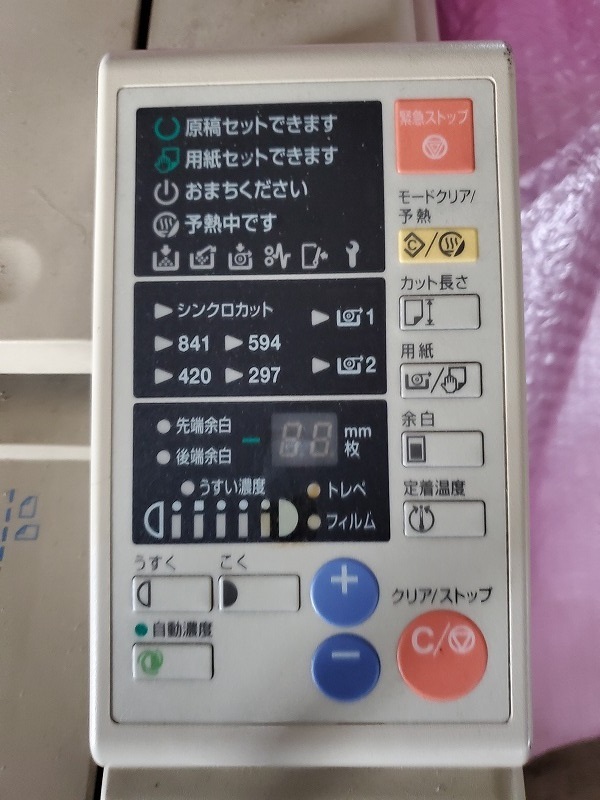 原稿セットできます
用紙セットできます
おまちください
予熱中です
緊急ストップ
モードクリア/
予熱
C/
シンクロカット
841
594
420
297
1
2
カット長さ
用紙
余白
定着温度
先端余白
後端余白
88
mm
枚
うすい濃度
トレペ
フィルム
うすく
こく
+
-
自動濃度
クリア/ストップ
C/